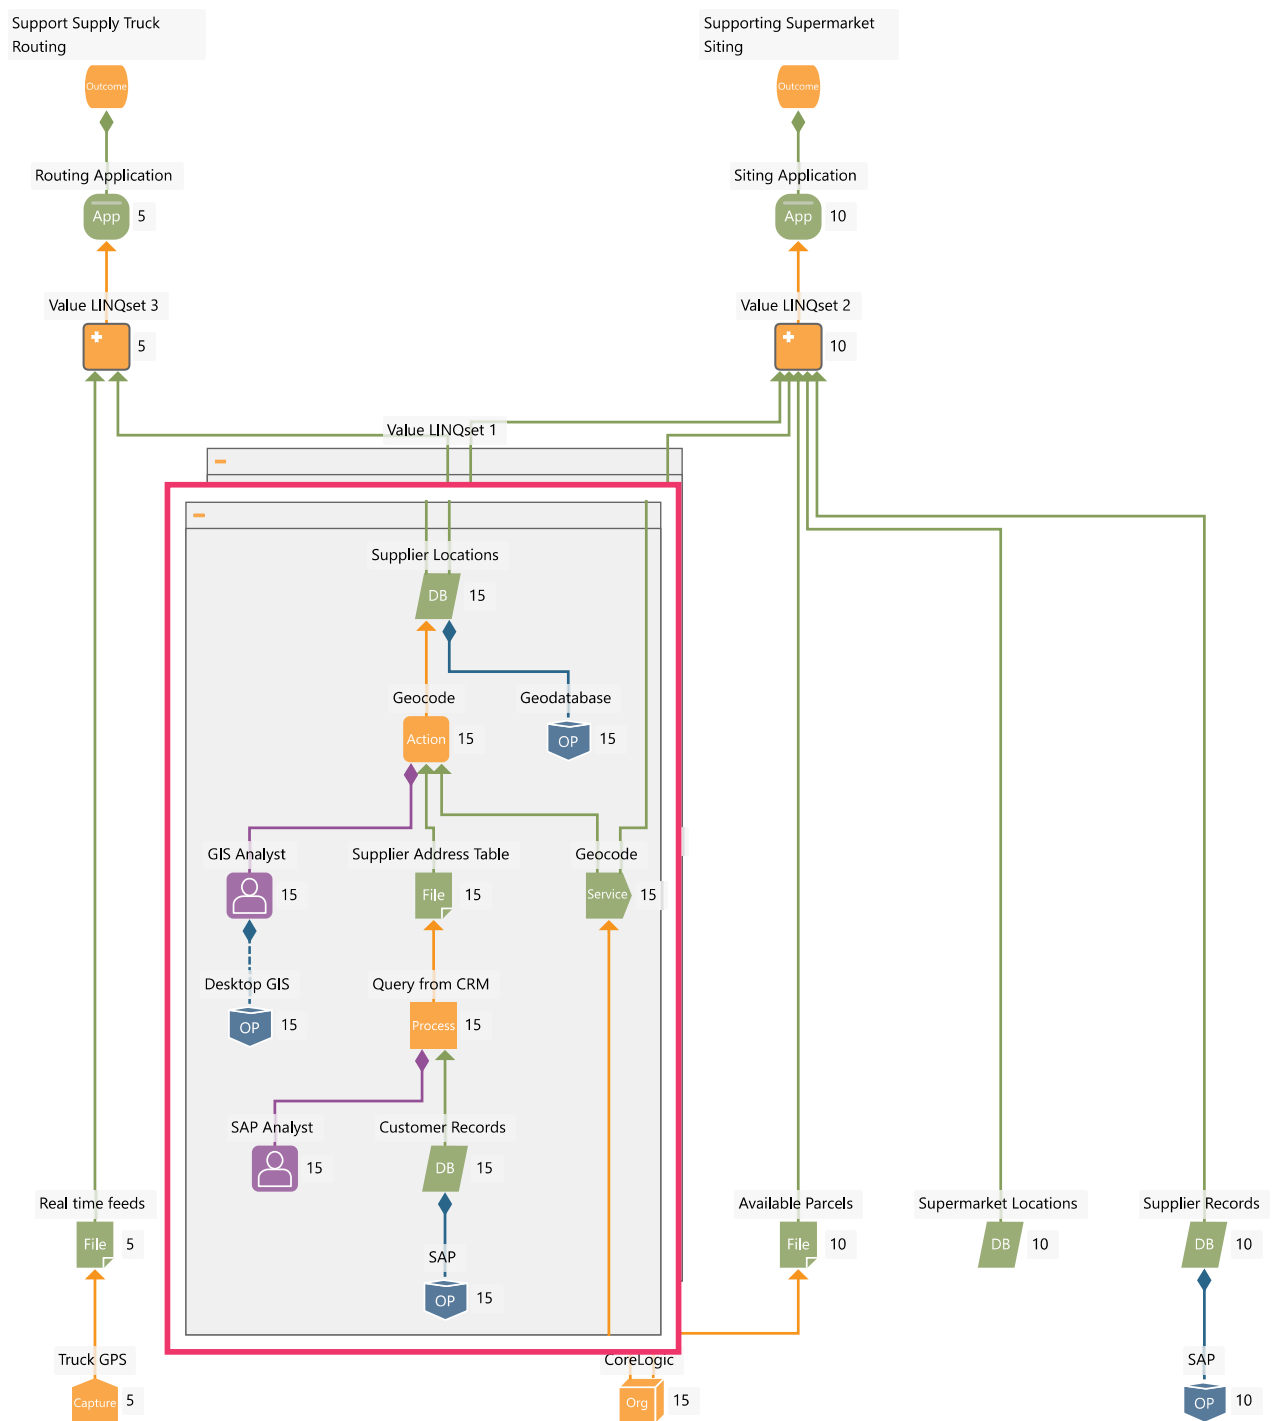 Support Supply Truck
Routing
Supporting Supermarket
Siting
Outcome
Outcome
Routing Application
Siting Application
App 5
App 10
Value LINQset 3
Value LINQset 2
5
10
Value LINQset 1
Supplier Locations
DB 15
Geocode
Geodatabase
Action 15
OP 15
GIS Analyst
Supplier Address Table
Geocode
15
File 15
Service 15
Desktop GIS
Query from CRM
OP 15
Process 15
SAP Analyst
Customer Records
15
DB 15
Real time feeds
Available Parcels
Supermarket Locations
Supplier Records
File 5
File 10
DB 10
DB 10
SAP
OP 15
Truck GPS
CoreLogic
SAP
Capture 5
Org 15
OP 10